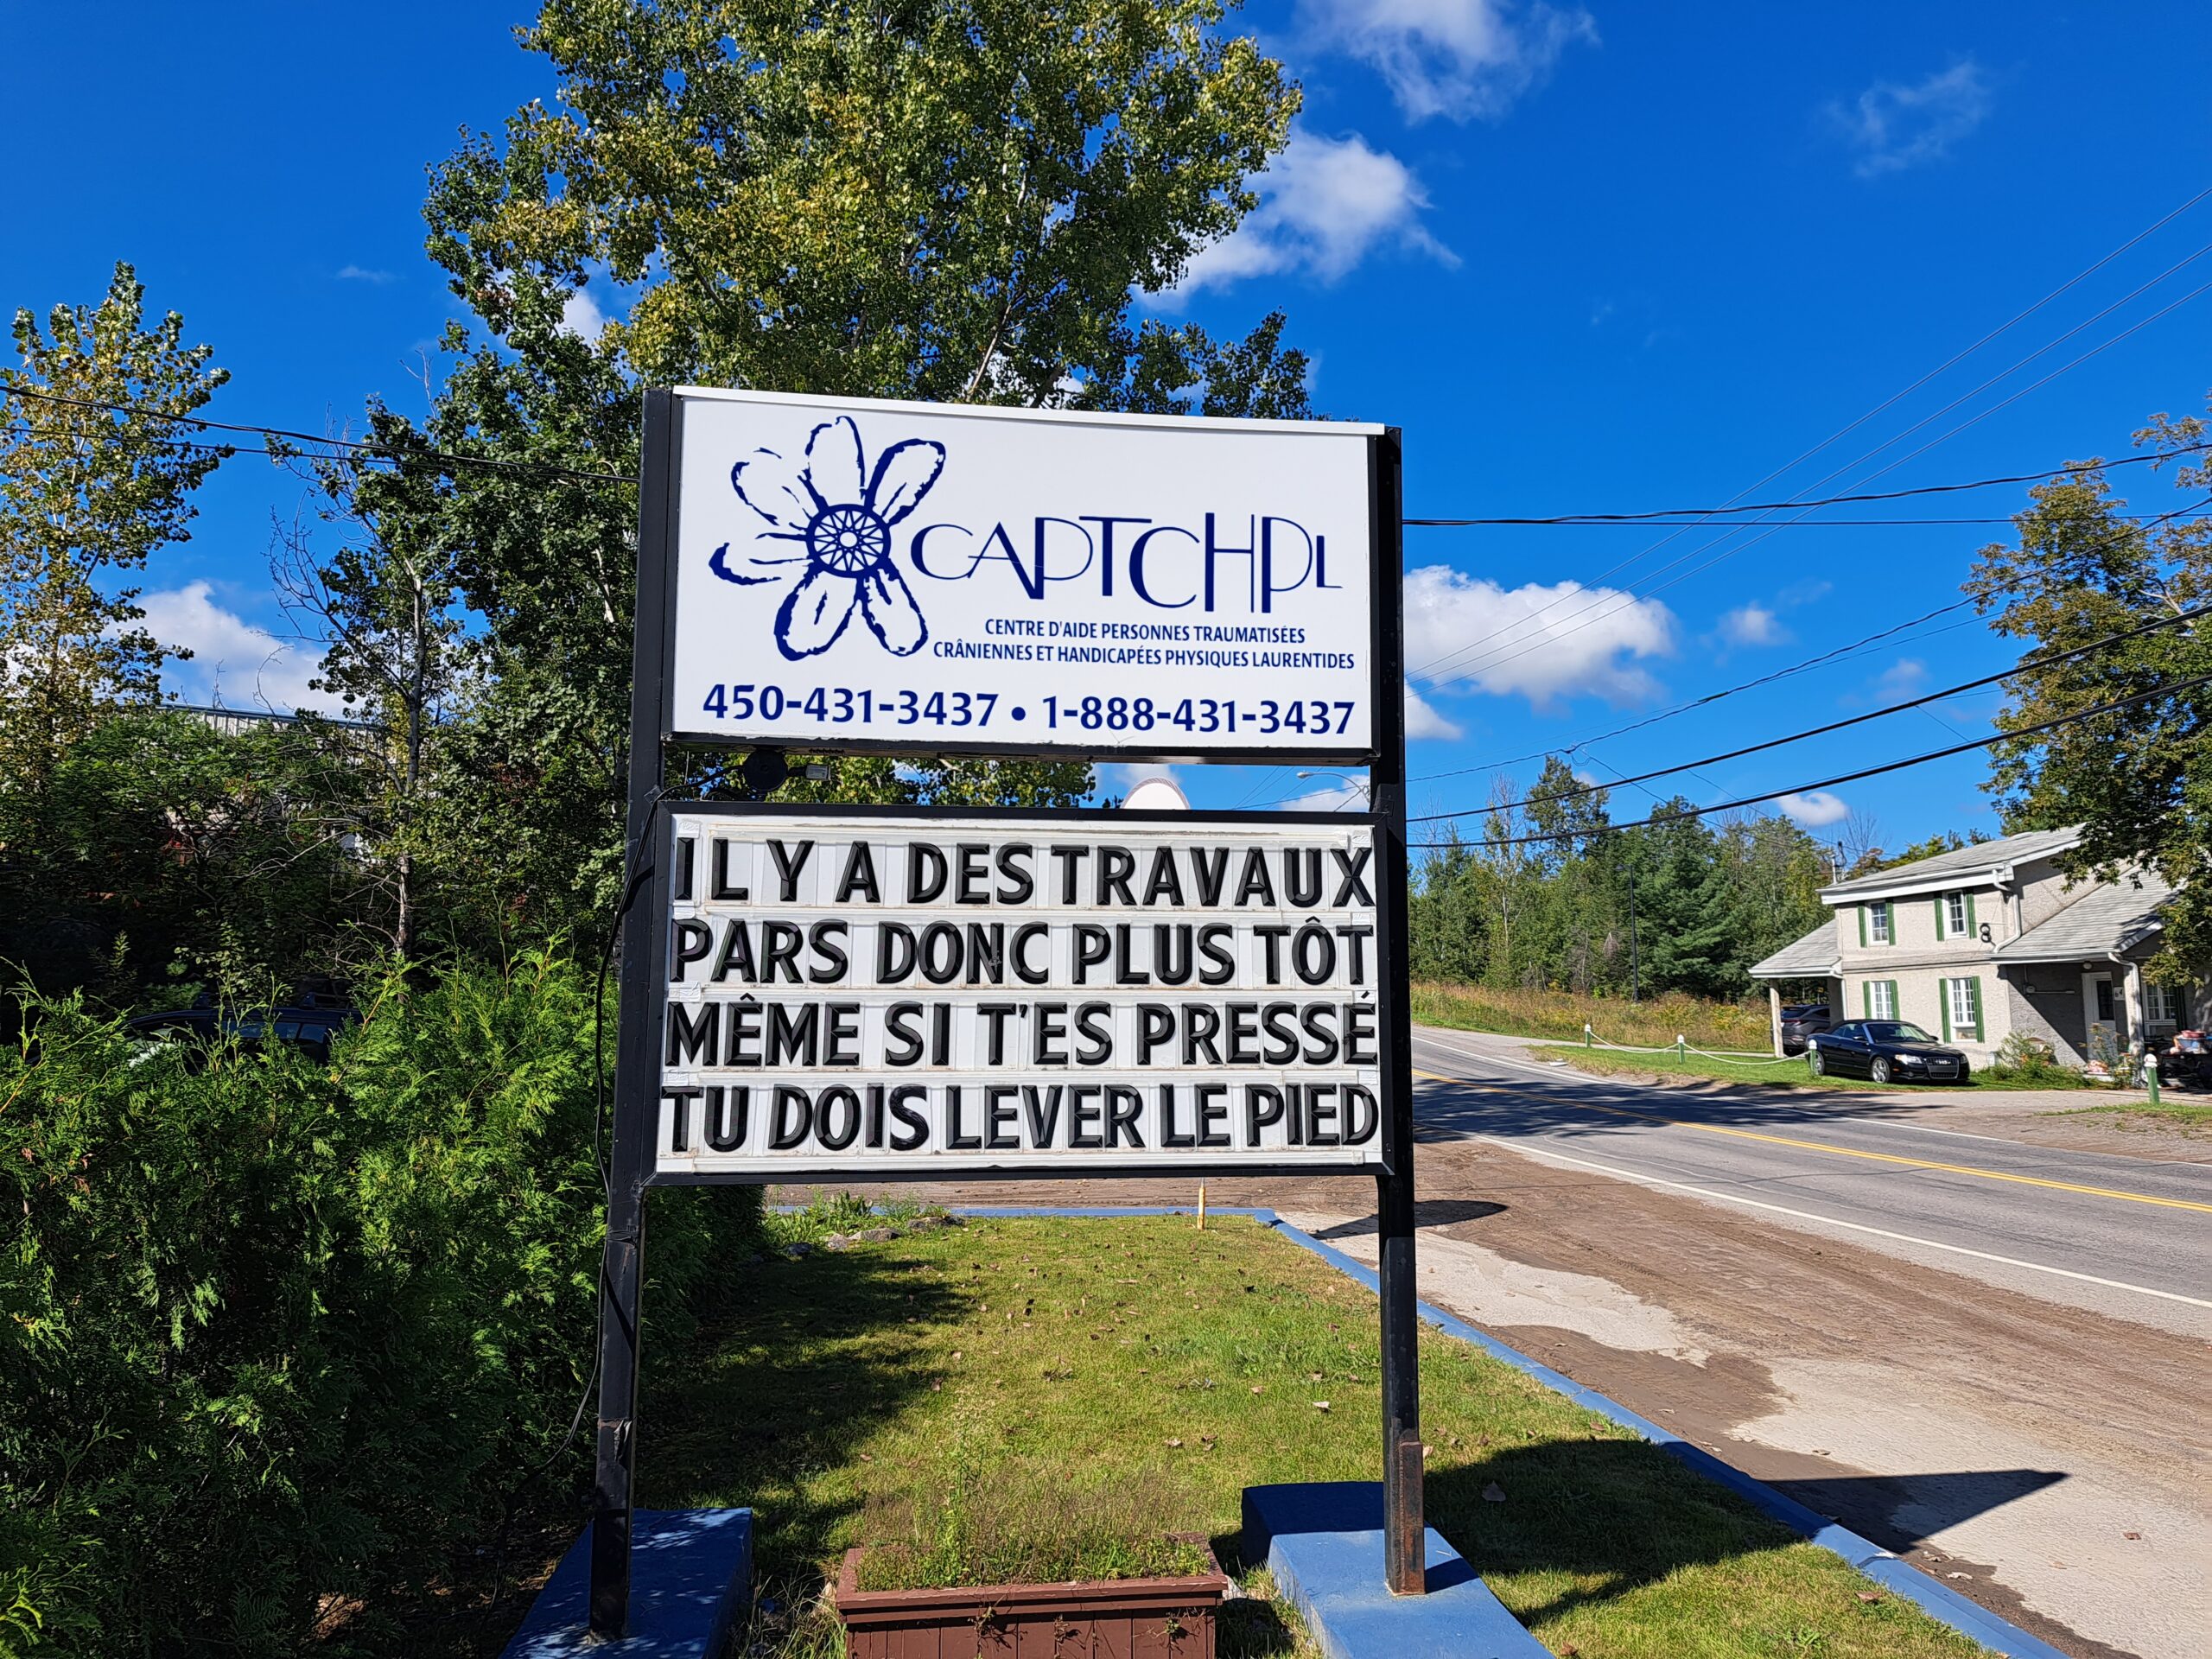 CAPTCHPL
CENTRE D'AIDE PERSONNES TRAUMATISÉES
CRÂNIENNES ET HANDICAPÉES PHYSIQUES LAURENTIDES
450-431-3437 • 1-888-431-3437
IL Y A DES TRAVAUX
PARS DONC PLUS TÔT
MÊME SI T'ES PRESSÉ
TU DOIS LEVER LE PIED